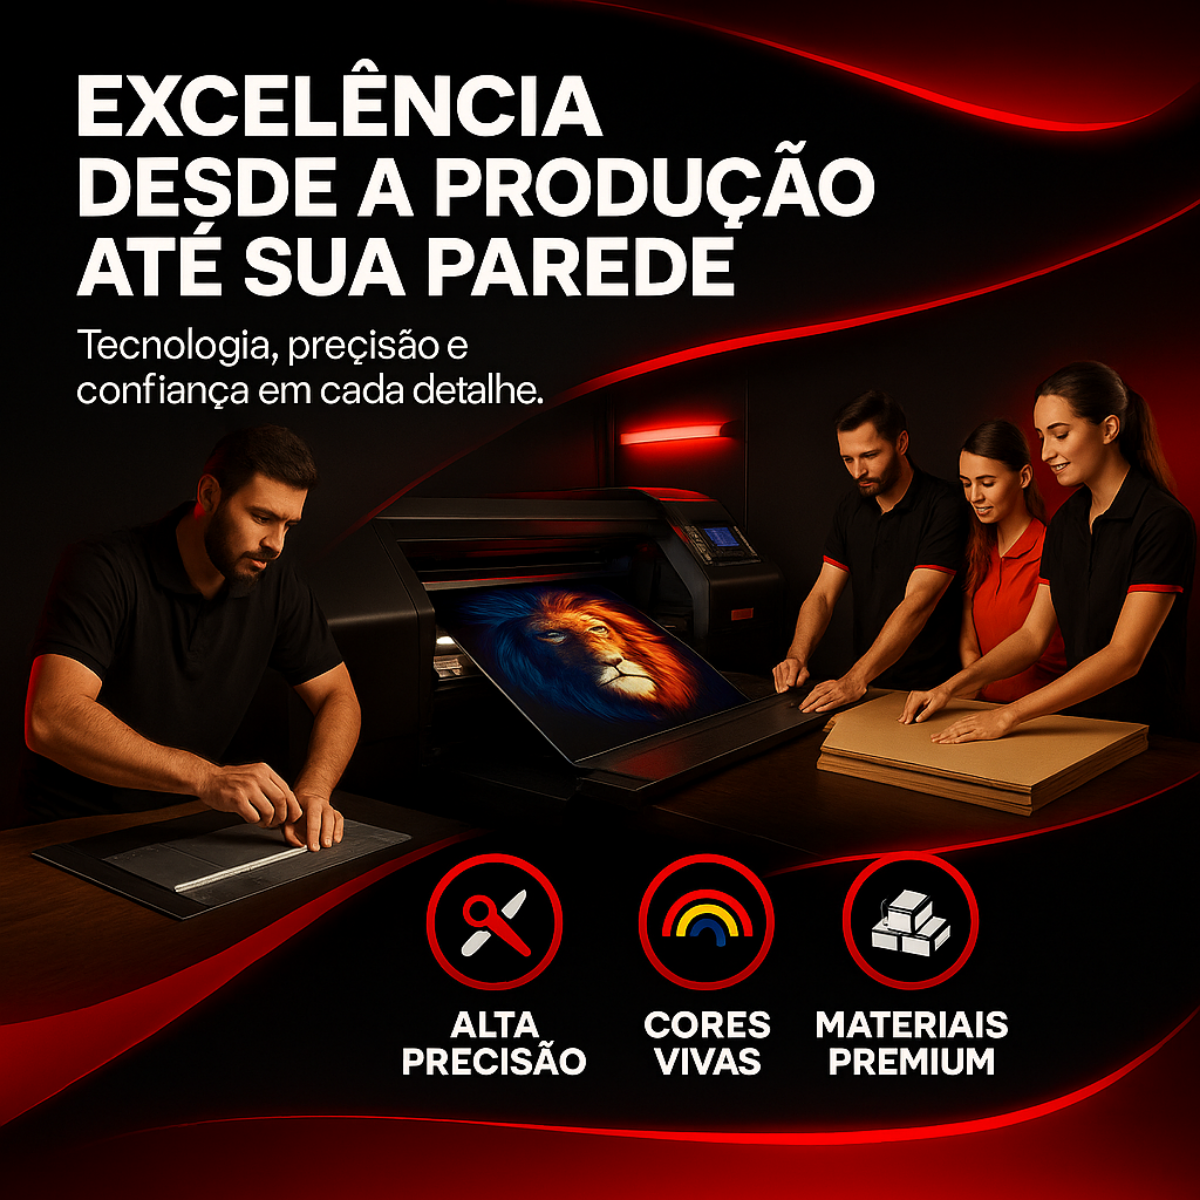 EXCELÊNCIA
DESDE A PRODUÇÃO
ATÉ SUA PAREDE
Tecnologia, preçisão e
confiança em cada detalhe.
ALTA
PRECISÃO
CORES
VIVAS
MATERIAIS
PREMIUM